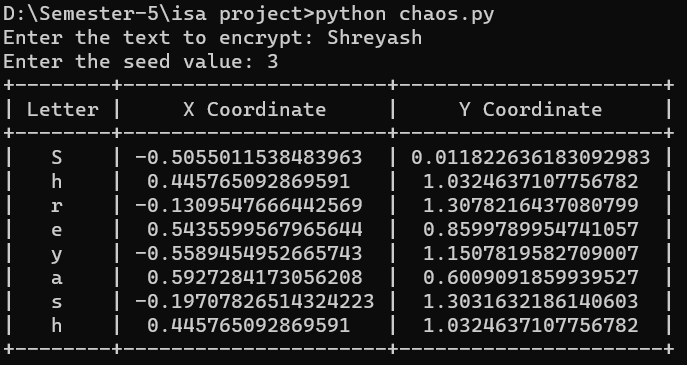 D:\Semester-5\isa project>python chaos.py
Enter the text to encrypt: Shreyash
Enter the seed value: 3
+--------+----------------------+----------------------+
| Letter |     X Coordinate     |     Y Coordinate     |
+--------+----------------------+----------------------+
|   S    | -0.5055011538483963  | 0.011822636183092983 |
|   h    |  0.445765092869591   |  1.0324637107756782  |
|   r    | -0.1309547666442569  |  1.3078216437080799  |
|   e    |  0.5435599567965644  |  0.8599789954741057  |
|   y    | -0.5589454952665743  |  1.1507819582709007  |
|   a    |  0.5927284173056208  |  0.6009091859939527  |
|   s    | -0.19707826514324223 |  1.3031632186140603  |
|   h    |  0.445765092869591   |  1.0324637107756782  |
+--------+----------------------+----------------------+